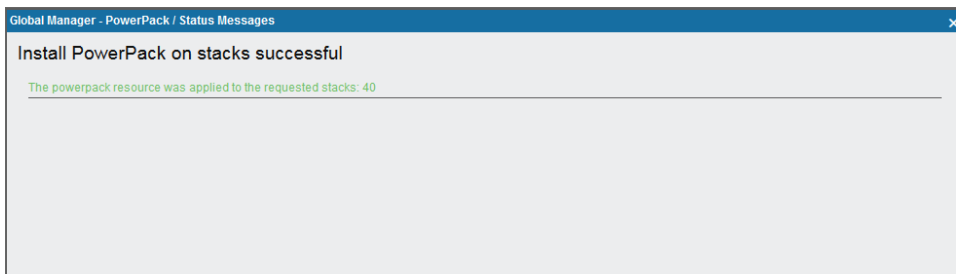 Global Manager - PowerPack / Status Messages
Install PowerPack on stacks successful
The powerpack resource was applied to the requested stacks: 40